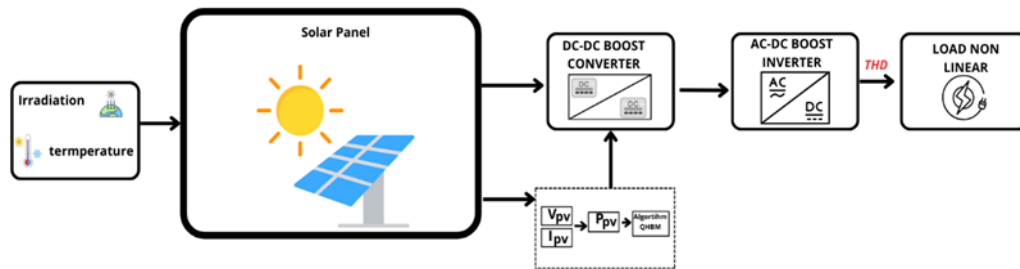 Irradiation
termperature
Solar Panel
DC-DC BOOST
CONVERTER
DC
DC
Vpv
Ipv
Ppv
Algortihm
QHBM
AC-DC BOOST
INVERTER
AC
DC
THD
LOAD NON
LINEAR